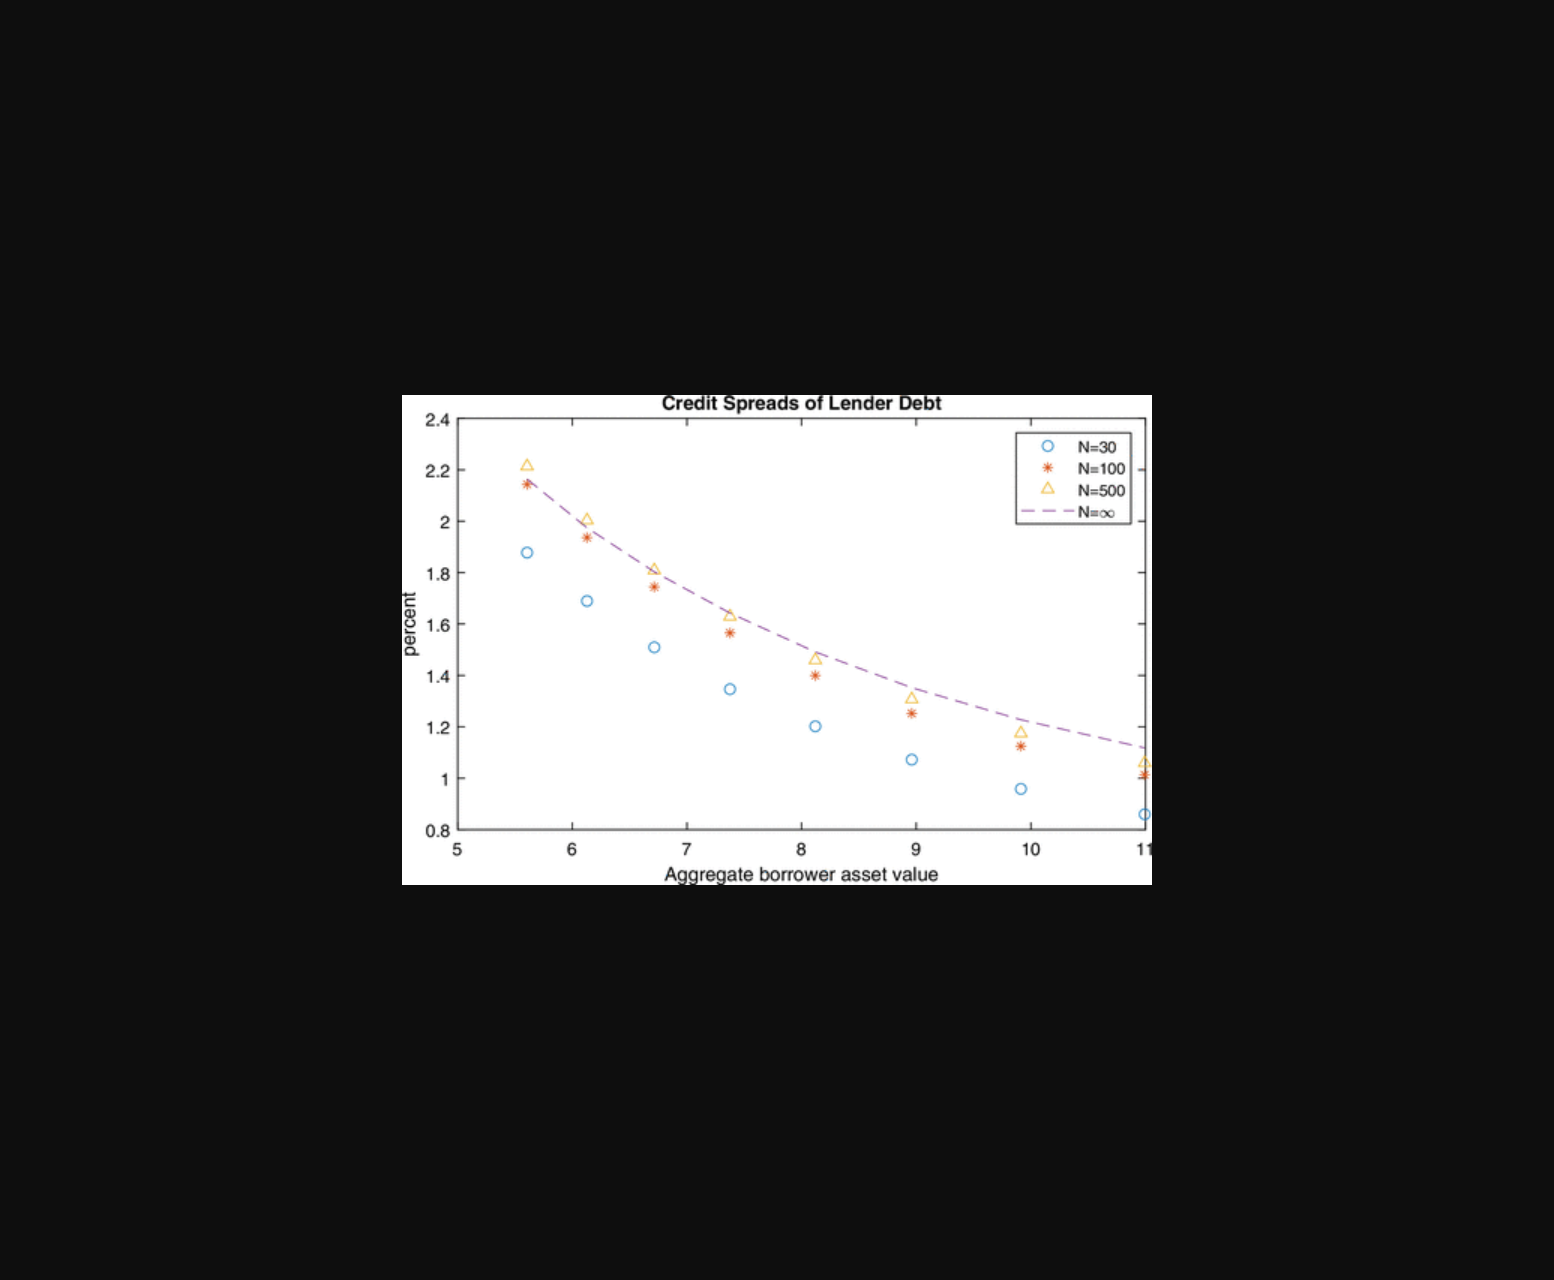 Credit Spreads of Lender Debt
2.4
2.2
2
1.8
1.6
1.4
1.2
1
0.8
percent
N=30
N=100
N=500
N=∞
5 6 7 8 9 10 11
Aggregate borrower asset value